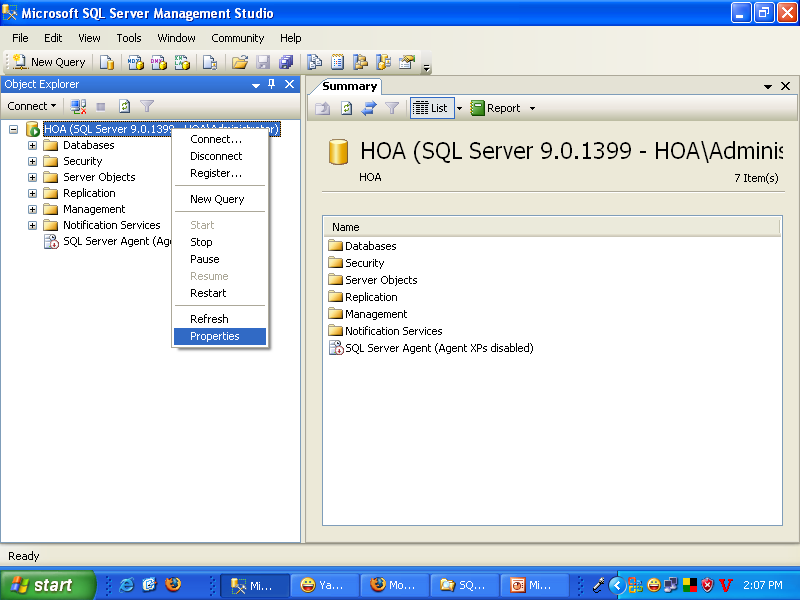 Microsoft SQL Server Management Studio
File Edit View Tools Window Community Help
New Query
Object Explorer
Connect
HOA (SQL Server 9.0.1399 - HOA\Administrator)
Databases
Security
Server Objects
Replication
Management
Notification Services
SQL Server Agent (Ag
Connect...
Disconnect
Register...
New Query
Start
Stop
Pause
Resume
Restart
Refresh
Properties
Summary
List Report
HOA (SQL Server 9.0.1399 - HOA\Adminis
HOA
7 Item(s)
Name
Databases
Security
Server Objects
Replication
Management
Notification Services
SQL Server Agent (Agent XPs disabled)
Ready
start Mi... Ya... Mo... SQ... Mi... 2:07 PM